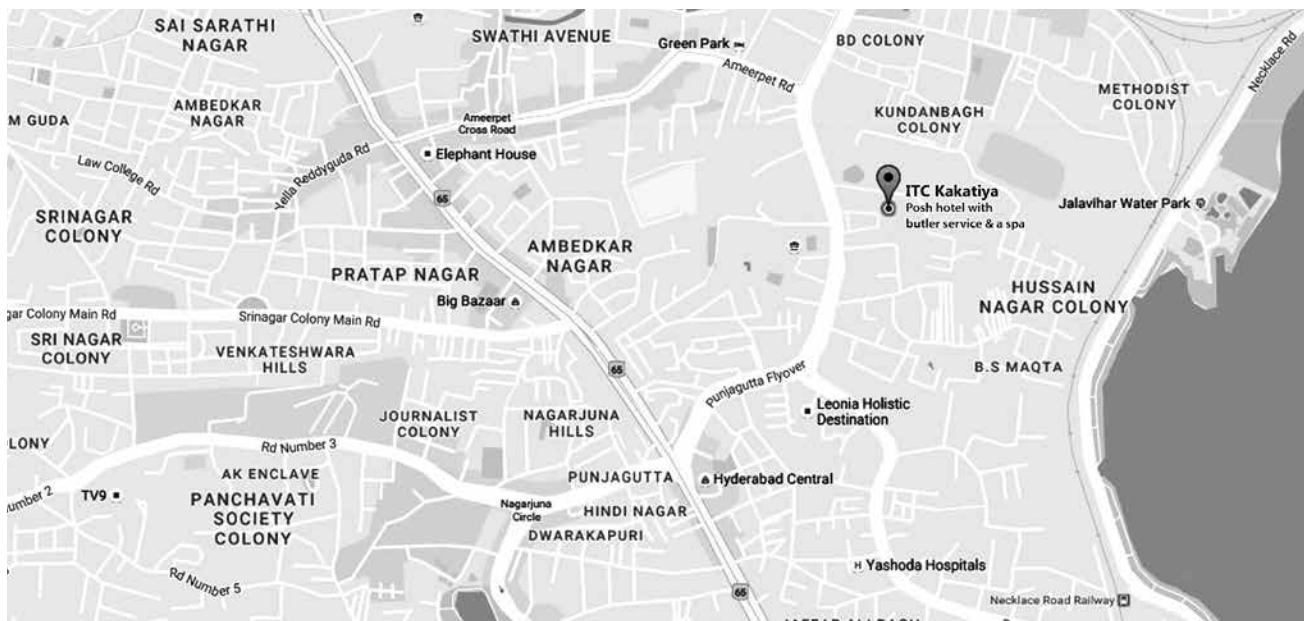 SAI SARATHI
NAGAR
SWATHI AVENUE
Green Park
BD COLONY
Ameerpet Rd
Necklace Rd
METHODIST
COLONY
AMBEDKAR
NAGAR
M GUDA
KUNDANBAGH
COLONY
Ameerpet
Cross Road
Elephant House
Yella Reddyguda Rd
Law College Rd
65
ITC Kakatiya
Posh hotel with
butler service & a spa
Jalavihar Water Park
SRINAGAR
COLONY
AMBEDKAR
NAGAR
PRATAP NAGAR
Big Bazaar
HUSSAIN
NAGAR COLONY
gar Colony Main Rd
Srinagar Colony Main Rd
SRI NAGAR
COLONY
VENKATESHWARA
HILLS
65
B.S MAQTA
Punjagutta Flyover
Leonia Holistic
Destination
JOURNALIST
COLONY
NAGARJUNA
HILLS
OLONY
Rd Number 3
AK ENCLAVE
PUNJAGUTTA
Hyderabad Central
TV9
umber 2
PANCHAVATI
SOCIETY
COLONY
Nagarjuna
Circle
HINDI NAGAR
DWARAKAPURI
H Yashoda Hospitals
Rd Number 5
65
Necklace Road Railway